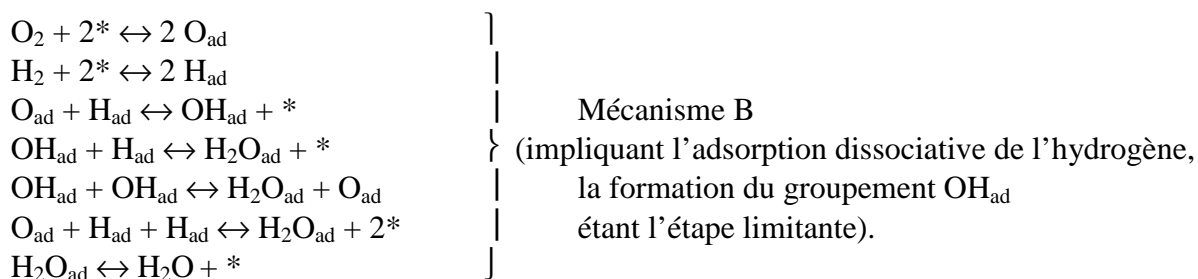 O₂ + 2* ↔ 2 O_ad
H₂ + 2* ↔ 2 H_ad
O_ad + H_ad ↔ OH_ad + * Mécanisme B
OH_ad + H_ad ↔ H₂O_ad + * (impliquant l’adsorption dissociative de l’hydrogène,
OH_ad + OH_ad ↔ H₂O_ad + O_ad la formation du groupement OH_ad
O_ad + H_ad + H_ad ↔ H₂O_ad + 2* étant l’étape limitante).
H₂O_ad ↔ H₂O + *